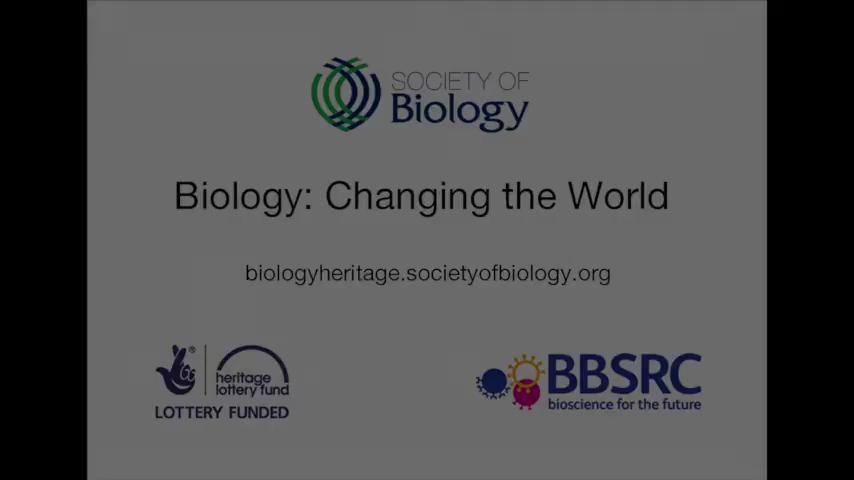 SOCIETY OF
Biology
Biology: Changing the World
biologyheritage.societyofbiology.org
®
heritage
lottery fund
LOTTERY FUNDED
BBSRC
bioscience for the future